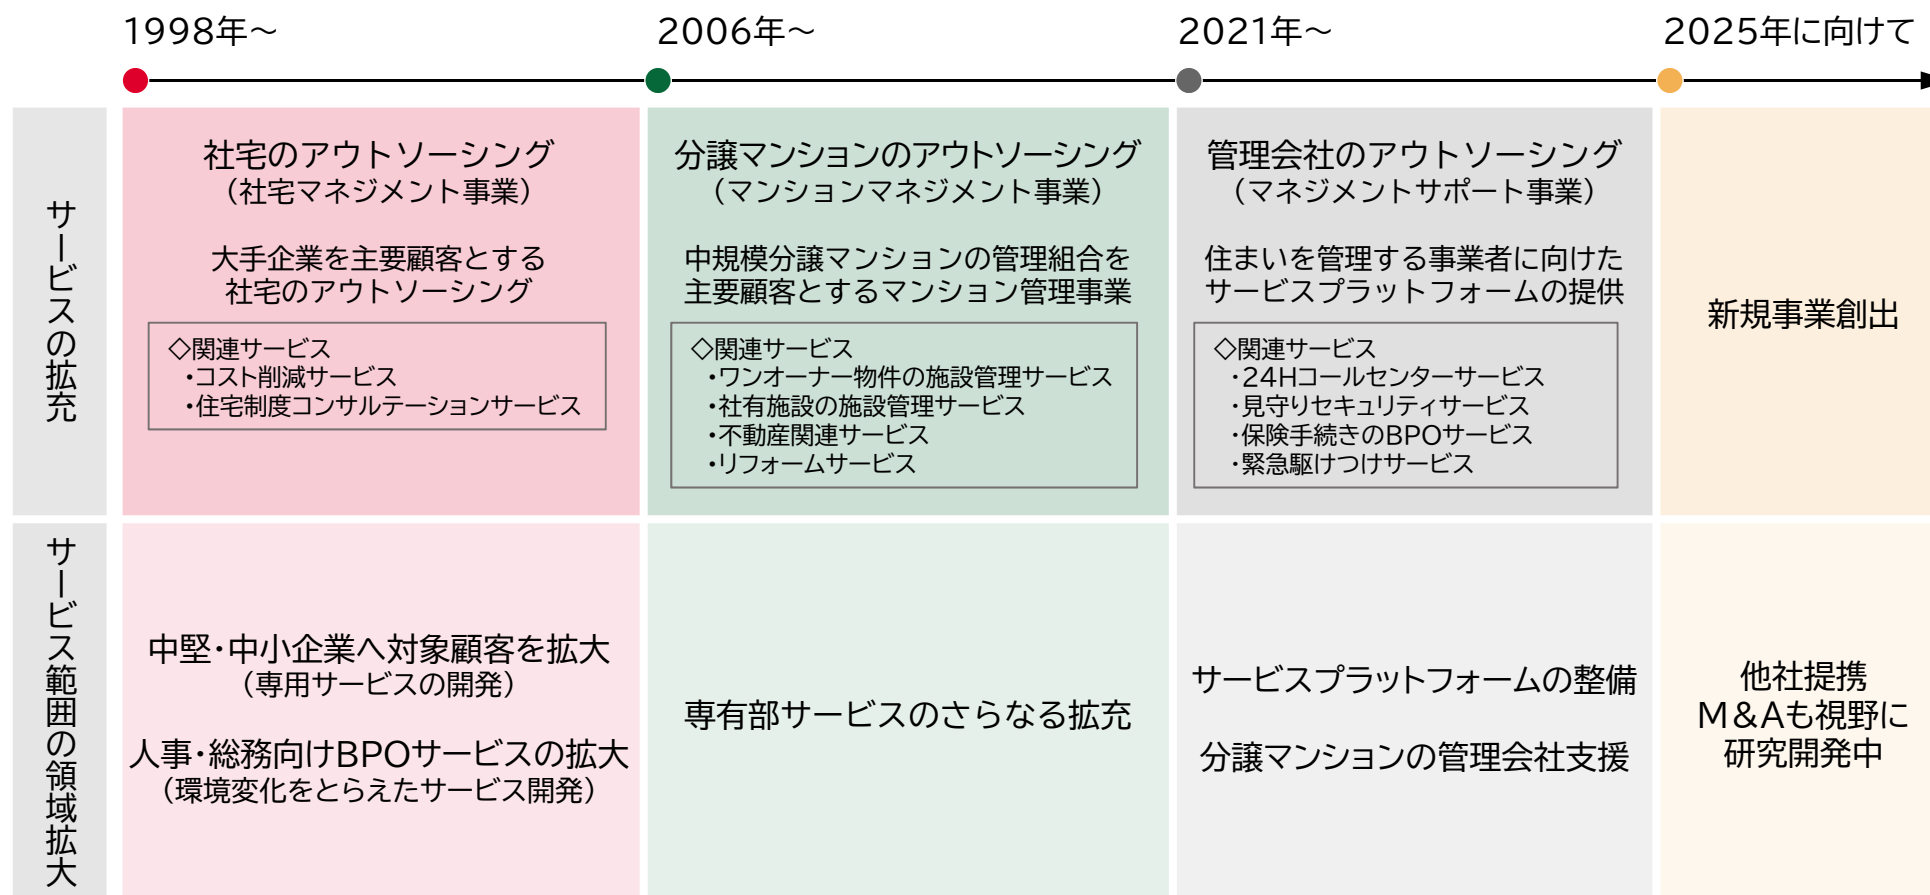 1998年～
2006年～
2021年～
2025年に向けて
サービスの拡充
社宅のアウトソーシング
（社宅マネジメント事業）
大手企業を主要顧客とする
社宅のアウトソーシング
◇関連サービス
・コスト削減サービス
・住宅制度コンサルテーションサービス
分譲マンションのアウトソーシング
（マンションマネジメント事業）
中規模分譲マンションの管理組合を
主要顧客とするマンション管理事業
◇関連サービス
・ワンオーナー物件の施設管理サービス
・社有施設の施設管理サービス
・不動産関連サービス
・リフォームサービス
管理会社のアウトソーシング
（マネジメントサポート事業）
住まいを管理する事業者に向けた
サービスプラットフォームの提供
◇関連サービス
・24Hコールセンターサービス
・見守りセキュリティサービス
・保険手続きのBPOサービス
・緊急駆けつけサービス
新規事業創出
サービス範囲の領域拡大
中堅・中小企業へ対象顧客を拡大
（専用サービスの開発）
人事・総務向けBPOサービスの拡大
（環境変化をとらえたサービス開発）
専有部サービスのさらなる拡充
サービスプラットフォームの整備
分譲マンションの管理会社支援
他社提携
M&Aも視野に
研究開発中